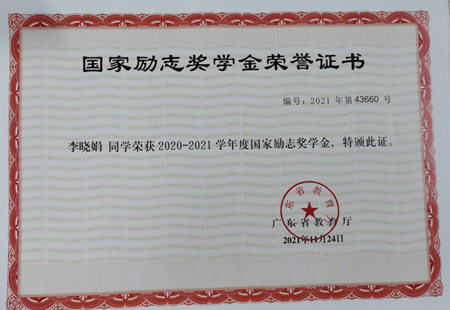 国家励志奖学金荣誉证书
编号：2021 年第 43660 号
李晓娟 同学荣获 2020-2021 学年度国家励志奖学金，特颁此证。
广东省教育厅
2021年11月24日